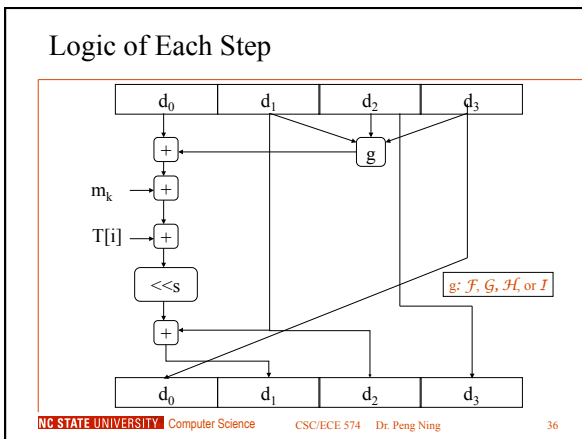 Logic of Each Step
d0 d1 d2 d3
+
g
mk
+
T[i]
+
<<s
g: F, G, H, or I
+
d0 d1 d2 d3
NC STATE UNIVERSITY Computer Science CSC/ECE 574 Dr. Peng Ning 36